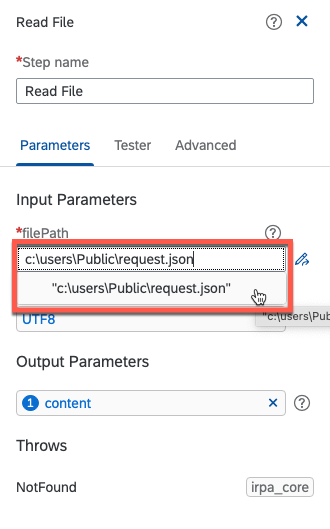 Read File
*Step name
Read File
Parameters Tester Advanced
Input Parameters
*filePath
c:\users\Public\request.json
"c:\users\Public\request.json"
"c:\users\Pub
UTF8
Output Parameters
1 content
Throws
NotFound irpa_core